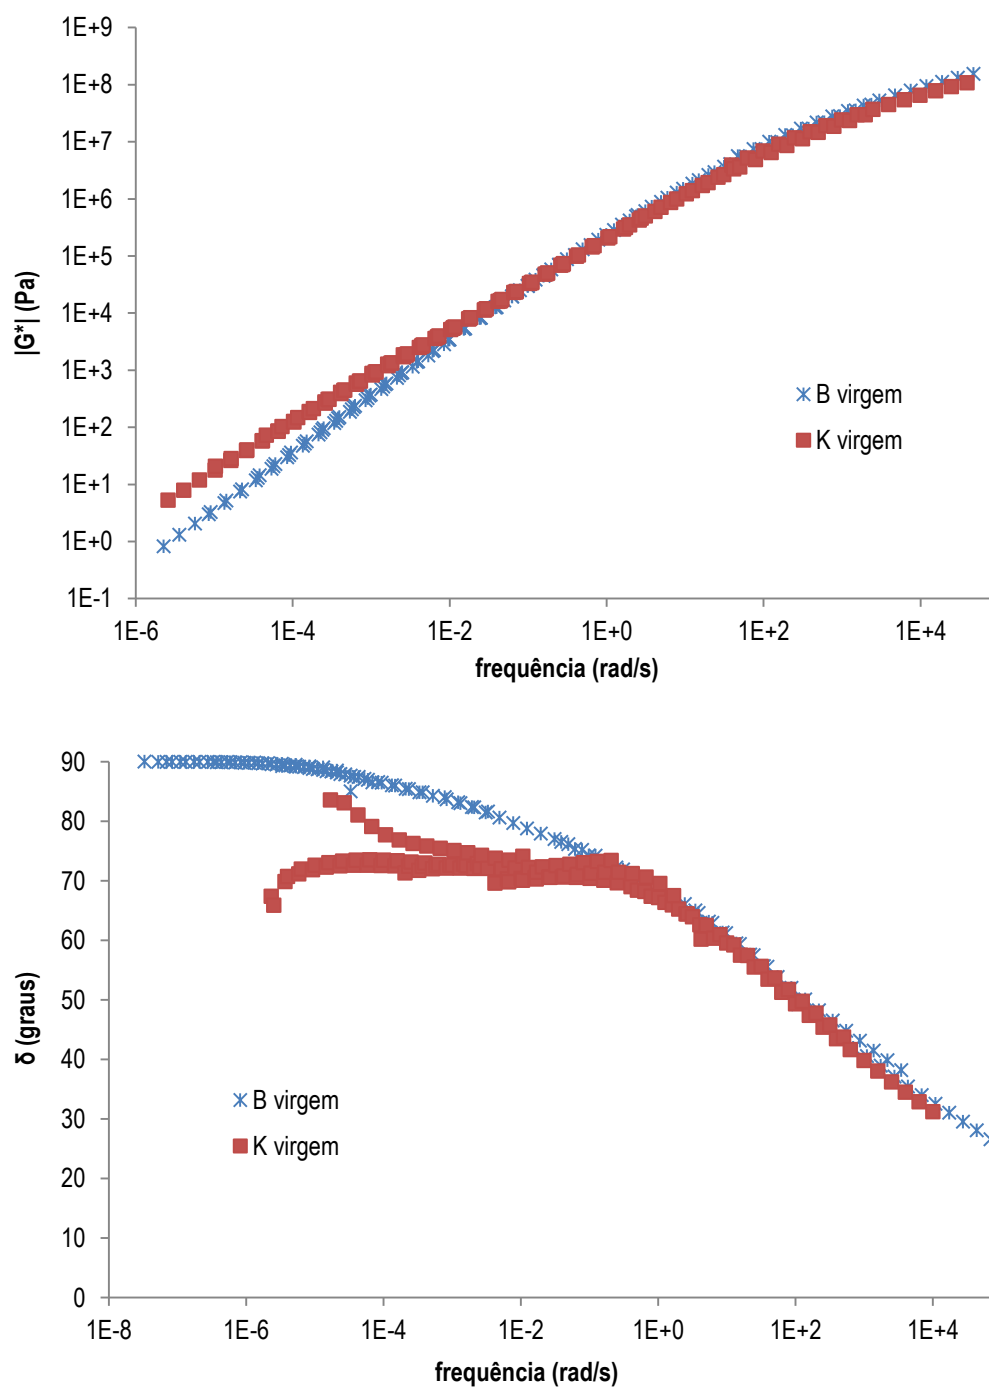 1E+9
1E+8
1E+7
1E+6
1E+5
1E+4
1E+3
1E+2
1E+1
1E+0
1E-1
|G*| (Pa)
B virgem
K virgem
1E-6 1E-4 1E-2 1E+0 1E+2 1E+4
frequência (rad/s)
90
80
70
60
50
40
30
20
10
0
δ (graus)
B virgem
K virgem
1E-8 1E-6 1E-4 1E-2 1E+0 1E+2 1E+4
frequência (rad/s)